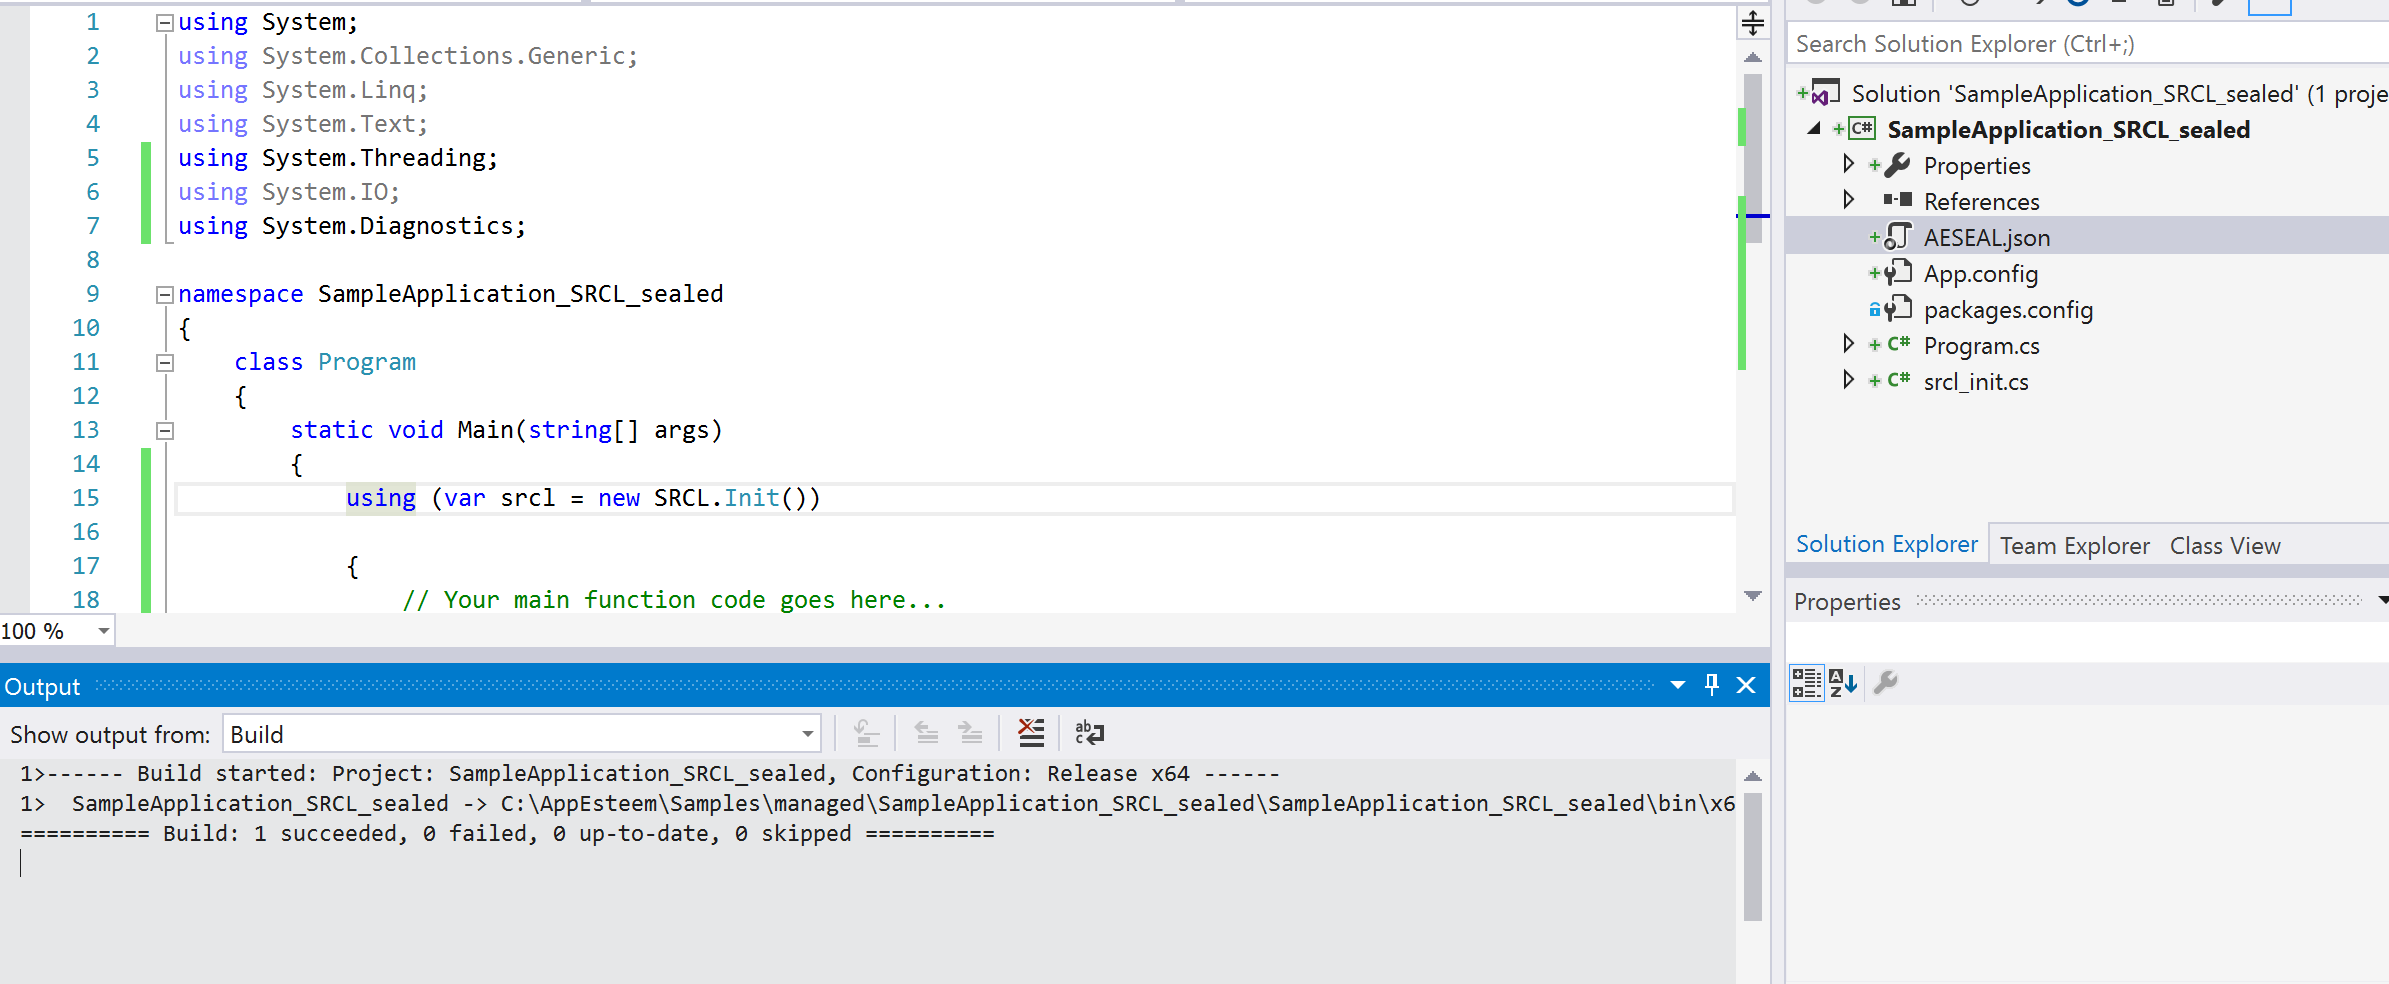 1 using System;
2 using System.Collections.Generic;
3 using System.Linq;
4 using System.Text;
5 using System.Threading;
6 using System.IO;
7 using System.Diagnostics;
8
9 namespace SampleApplication_SRCL_sealed
10 {
11 class Program
12 {
13 static void Main(string[] args)
14 {
15 using (var srcl = new SRCL.Init())
16
17 {
18 // Your main function code goes here...
100 %
Output
Show output from: Build
1>------ Build started: Project: SampleApplication_SRCL_sealed, Configuration: Release x64 ------
1>  SampleApplication_SRCL_sealed -> C:\AppEsteem\Samples\managed\SampleApplication_SRCL_sealed\SampleApplication_SRCL_sealed\bin\x6
========== Build: 1 succeeded, 0 failed, 0 up-to-date, 0 skipped ==========
Search Solution Explorer (Ctrl+;)
Solution 'SampleApplication_SRCL_sealed' (1 proje
C# SampleApplication_SRCL_sealed
Properties
References
AESEAL.json
App.config
packages.config
C# Program.cs
C# srcl_init.cs
Solution Explorer Team Explorer Class View
Properties